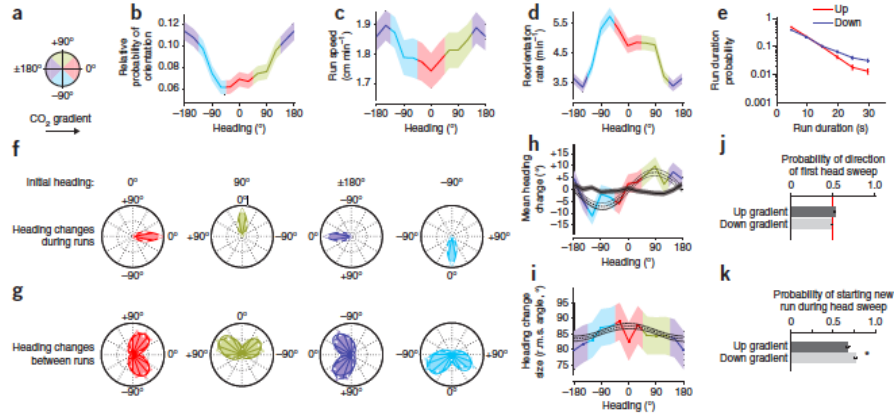 a
+90°
±180°
0°
−90°
CO2 gradient
b
Relative
probability of
orientation
0.12
0.10
0.08
0.06
−180
−90
0
90
180
Heading (°)
c
Run speed
(cm min−1)
1.9
1.8
1.7
−180
−90
0
90
180
Heading (°)
d
Reorientation
rate (min−1)
5.5
4.5
3.5
−180
−90
0
90
180
Heading (°)
e
Up
Down
Run duration
probability
1
0.1
0.01
0.001
0
10
20
30
Run duration (s)
f
Initial heading:
0°
90°
±180°
−90°
Heading changes
during runs
+90°
0°
−90°
0°
+90°
−90°
−90°
0°
+90°
0°
−90°
+90°
g
Heading changes
between runs
+90°
0°
−90°
0°
+90°
−90°
−90°
0°
+90°
0°
−90°
+90°
h
Mean heading
change (°)
+15
+10
+5
0
−5
−10
−15
−180
−90
0
90
180
Heading (°)
i
Heading change
size (r.m.s. angle, °)
95
90
85
80
75
−180
−90
0
90
180
Heading (°)
j
Probability of direction
of first head sweep
0
0.5
1.0
Up gradient
Down gradient
k
Probability of starting new
run during head sweep
0
0.5
1.0
Up gradient
Down gradient
*